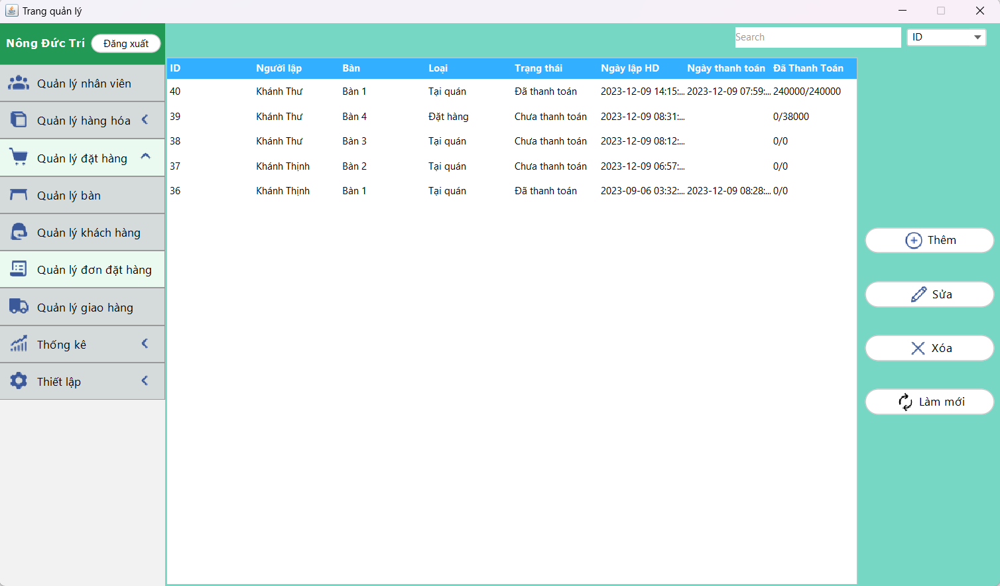 Trang quản lý
Nông Đức Trí
Đăng xuất
Search
ID
Quản lý nhân viên
Quản lý hàng hóa
Quản lý đặt hàng
Quản lý bàn
Quản lý khách hàng
Quản lý đơn đặt hàng
Quản lý giao hàng
Thống kê
Thiết lập
ID Người lập Bàn Loại Trạng thái Ngày lập HD Ngày thanh toán Đã Thanh Toán
40 Khánh Thư Bàn 1 Tại quán Đã thanh toán 2023-12-09 14:15:... 2023-12-09 07:59:... 240000/240000
39 Khánh Thư Bàn 4 Đặt hàng Chưa thanh toán 2023-12-09 08:31:... 0/38000
38 Khánh Thư Bàn 3 Tại quán Chưa thanh toán 2023-12-09 08:12:... 0/0
37 Khánh Thịnh Bàn 2 Tại quán Chưa thanh toán 2023-12-09 06:57:... 0/0
36 Khánh Thịnh Bàn 1 Tại quán Đã thanh toán 2023-09-06 03:32:... 2023-12-09 08:28:... 0/0
Thêm
Sửa
Xóa
Làm mới